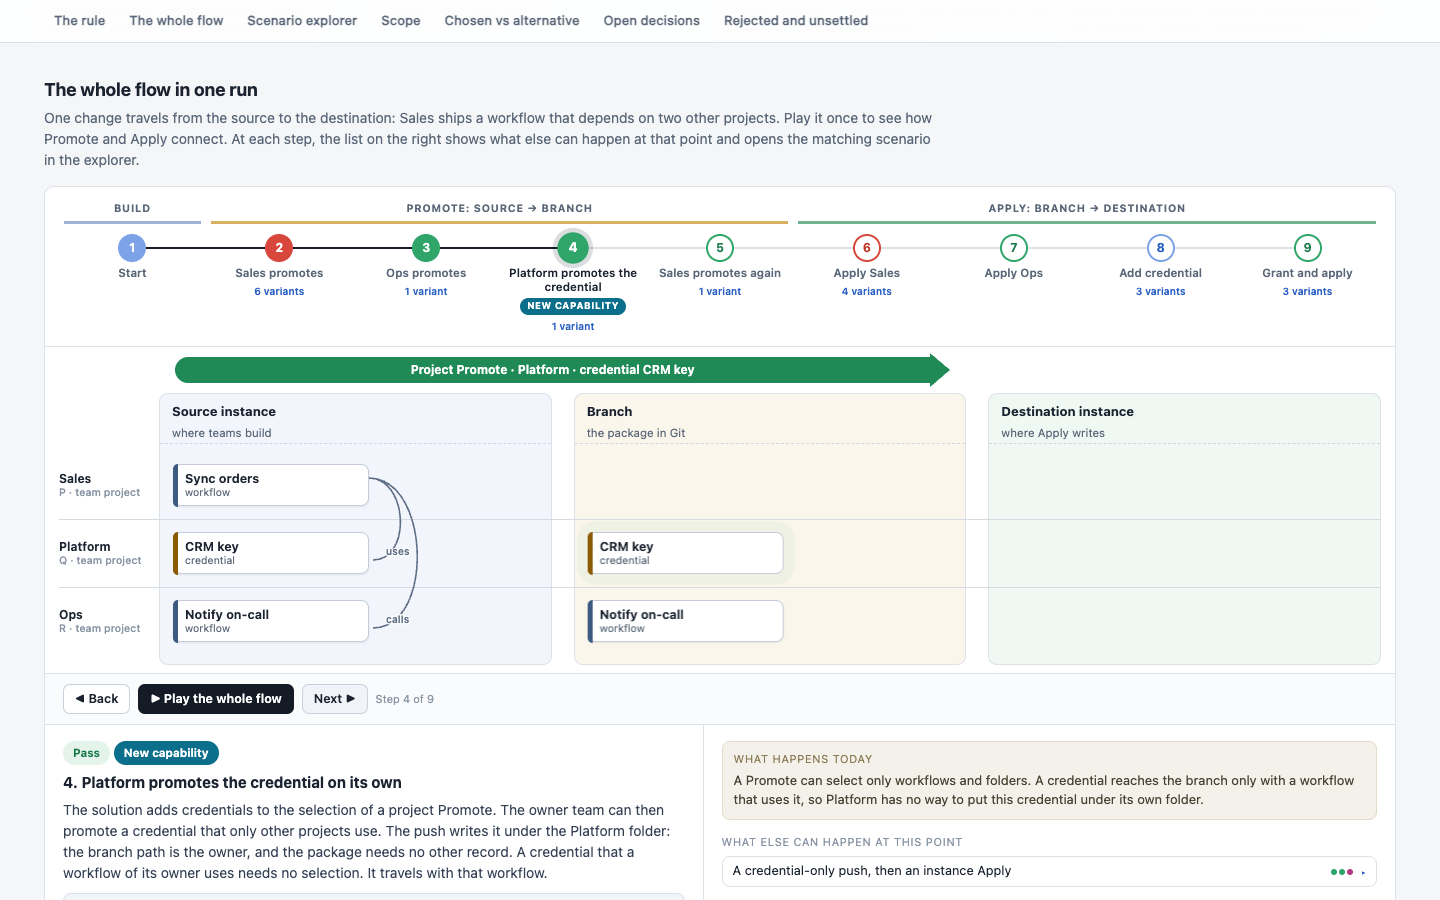 The rule
The whole flow
Scenario explorer
Scope
Chosen vs alternative
Open decisions
Rejected and unsettled
The whole flow in one run
One change travels from the source to the destination: Sales ships a workflow that depends on two other projects. Play it once to see how
Promote and Apply connect. At each step, the list on the right shows what else can happen at that point and opens the matching scenario
in the explorer.
BUILD
PROMOTE: SOURCE → BRANCH
APPLY: BRANCH → DESTINATION
1
2
3
4
5
6
7
8
9
Start
Sales promotes
6 variants
Ops promotes
1 variant
Platform promotes the
credential
NEW CAPABILITY
1 variant
Sales promotes again
1 variant
Apply Sales
4 variants
Apply Ops
Add credential
3 variants
Grant and apply
3 variants
Project Promote · Platform · credential CRM key
Source instance
where teams build
Branch
the package in Git
Destination instance
where Apply writes
Sales
P · team project
Sync orders
workflow
Platform
Q · team project
CRM key
credential
uses
CRM key
credential
Ops
R · team project
Notify on-call
workflow
calls
Notify on-call
workflow
◀ Back
▶ Play the whole flow
Next ▶
Step 4 of 9
Pass
New capability
4. Platform promotes the credential on its own
The solution adds credentials to the selection of a project Promote. The owner team can then
promote a credential that only other projects use. The push writes it under the Platform folder:
the branch path is the owner, and the package needs no other record. A credential that a
workflow of its owner uses needs no selection. It travels with that workflow.
WHAT HAPPENS TODAY
A Promote can select only workflows and folders. A credential reaches the branch only with a workflow
that uses it, so Platform has no way to put this credential under its own folder.
WHAT ELSE CAN HAPPEN AT THIS POINT
A credential-only push, then an instance Apply